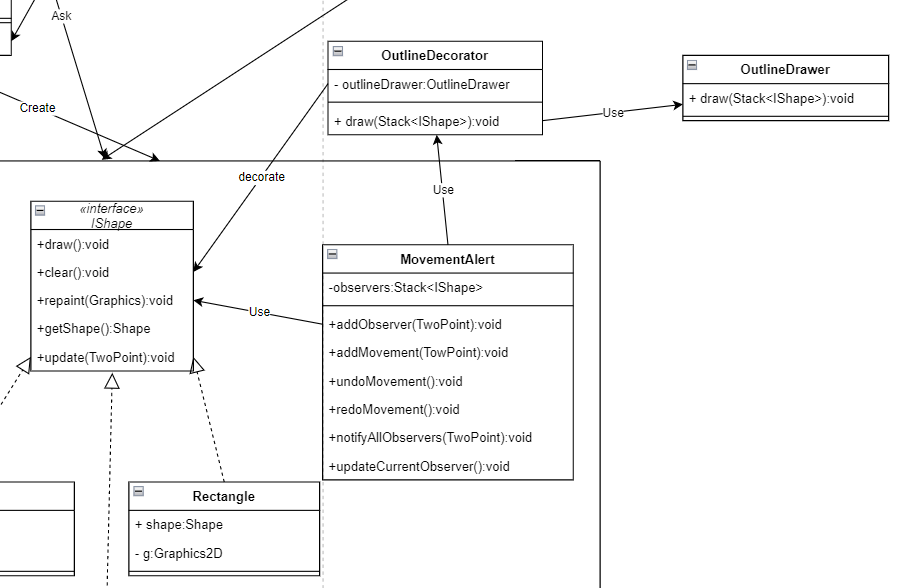 Ask
Create
OutlineDecorator
- outlineDrawer:OutlineDrawer
+ draw(Stack<IShape>):void
Use
OutlineDrawer
+ draw(Stack<IShape>):void
decorate
Use
«interface»
IShape
+draw():void
+clear():void
+repaint(Graphics):void
+getShape():Shape
+update(TwoPoint):void
Use
MovementAlert
-observers:Stack<IShape>
+addObserver(TwoPoint):void
+addMovement(TowPoint):void
+undoMovement():void
+redoMovement():void
+notifyAllObservers(TwoPoint):void
+updateCurrentObserver():void
Rectangle
+ shape:Shape
- g:Graphics2D